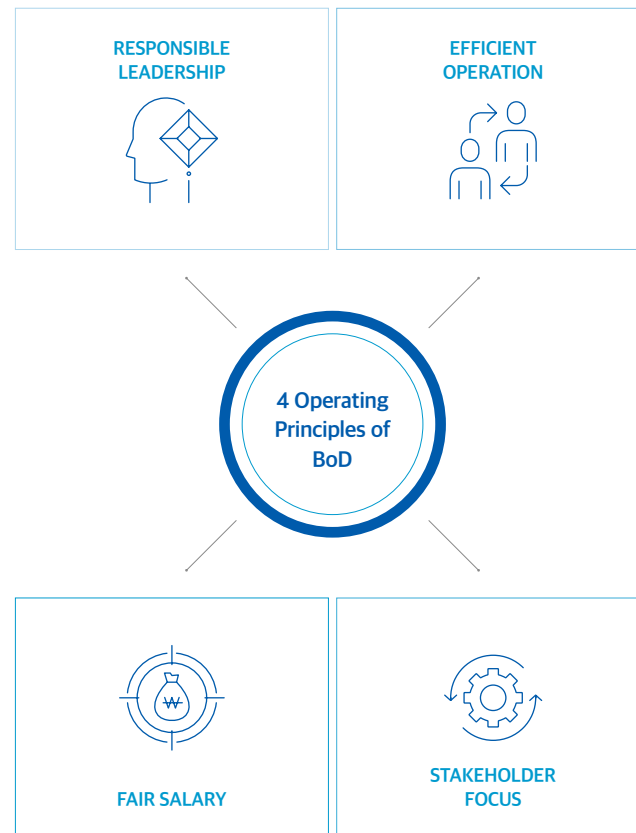 RESPONSIBLE
LEADERSHIP
EFFICIENT
OPERATION
4 Operating
Principles of
BoD
₩
FAIR SALARY
STAKEHOLDER
FOCUS